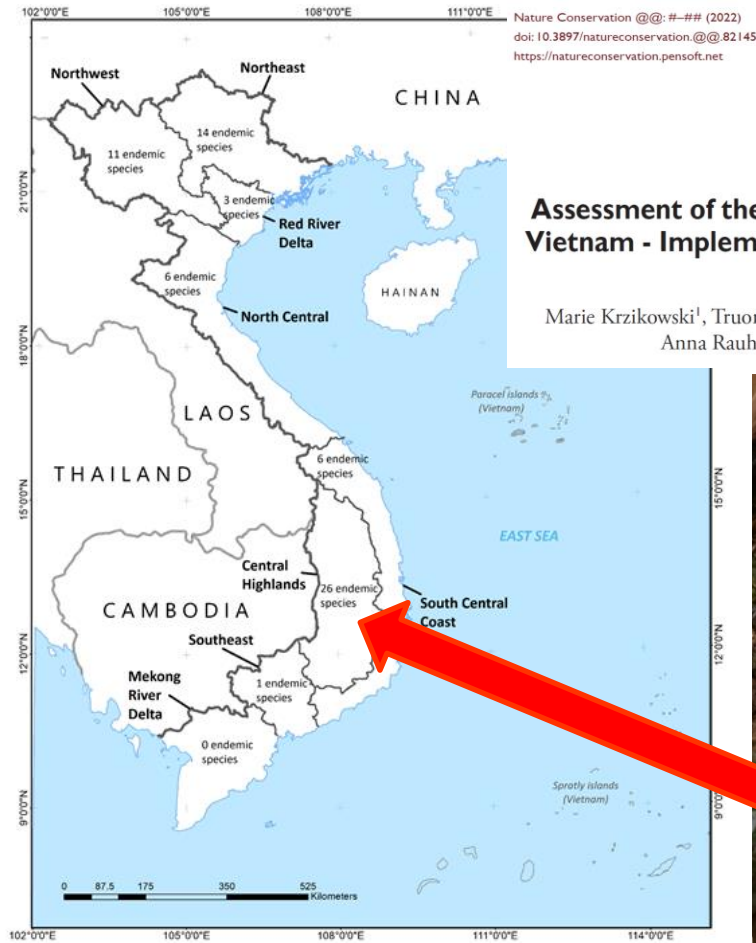 102°0'0"E
105°0'0"E
108°0'0"E
111°0'0"E
Nature Conservation @@: #–## (2022)
doi: 10.3897/natureconservation.@@.82145
https://natureconservation.pensoft.net
Northwest
Northeast
CHINA
14 endemic
species
11 endemic
species
21°0'0"N
3 endemic
species
Red River
Delta
Assessment of the
Vietnam - Implem
6 endemic
species
HAINAN
North Central
Marie Krzikowski¹, Truon
Anna Rauh
18°0'0"N
Paracel islands
(Vietnam)
LAOS
6 endemic
species
THAILAND
15°0'0"N
15°0'0"N
EAST SEA
Central
Highlands
26 endemic
species
South Central
Coast
CAMBODIA
Southeast
12°0'0"N
12°0'0"N
Mekong
River
Delta
1 endemic
species
0 endemic
species
Spratly islands
(Vietnam)
9°0'0"N
9°0'0"N
0 87.5 175 350 525
Kilometers
102°0'0"E
105°0'0"E
108°0'0"E
111°0'0"E
114°0'0"E